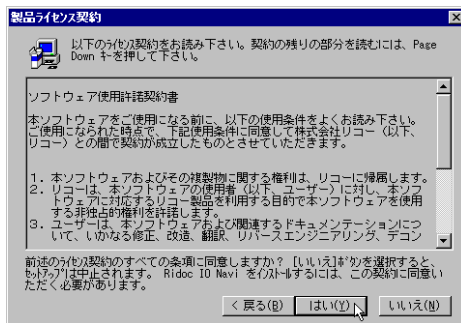 製品ライセンス契約
以下のライセンス契約をお読み下さい。契約の残りの部分を読むには、Page
Down キーを押して下さい。
ソフトウェア使用許諾契約書
本ソフトウェアをご使用になる前に、以下の使用条件をよくお読み下さい。
ご使用になられた時点で、下記使用条件に同意して株式会社リコー（以下、
リコー）との間で契約が成立したものとさせていただきます。
1. 本ソフトウェアおよびその複製物に関する権利は、リコーに帰属します。
2. リコーは、本ソフトウェアの使用者（以下、ユーザー）に対し、本ソフ
トウェアに対応するリコー製品を利用する目的で本ソフトウェアを使用
する非独占的権利を許諾します。
3. ユーザーは、本ソフトウェアおよび関連するドキュメンテーションにつ
いて、いかなる修正、改造、翻訳、リバースエンジニアリング、デコン
前述のライセンス契約のすべての条項に同意しますか？ [いいえ]ボタンを選択すると、
セットアップは中止されます。 Ridoc IO Navi をインストールするには、この契約に同意い
ただく必要があります。
< 戻る(B) はい(Y) いいえ(N)